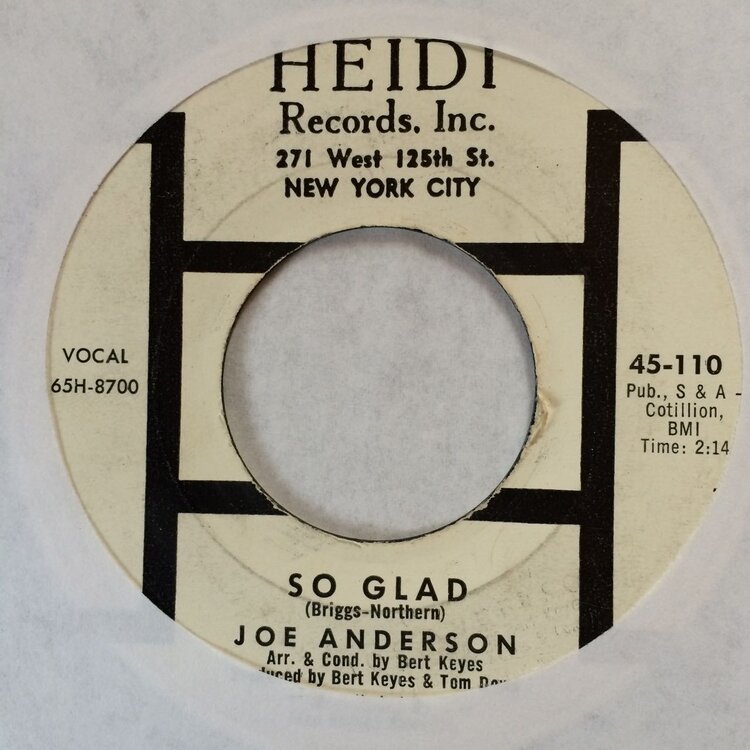 HEIDI
Records, Inc.
271 West 125th St.
NEW YORK CITY
VOCAL
65H-8700
45-110
Pub., S & A -
Cotillion,
BMI
Time: 2:14
SO GLAD
(Briggs-Northern)
JOE ANDERSON
Arr. & Cond. by Bert Keyes
by Bert Keyes & Tom